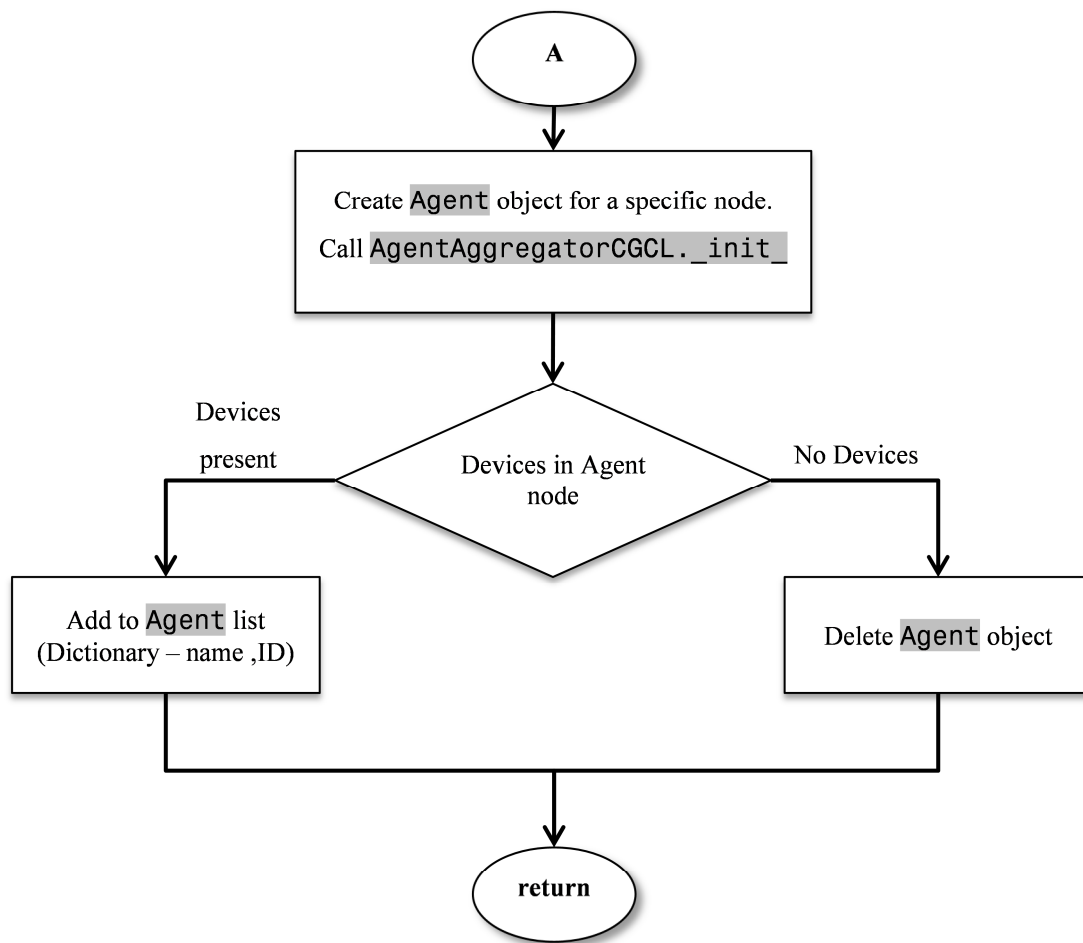 A
Create Agent object for a specific node.
Call AgentAggregatorCGCL._init_
Devices
present
Devices in Agent
node
No Devices
Add to Agent list
(Dictionary – name ,ID)
Delete Agent object
return